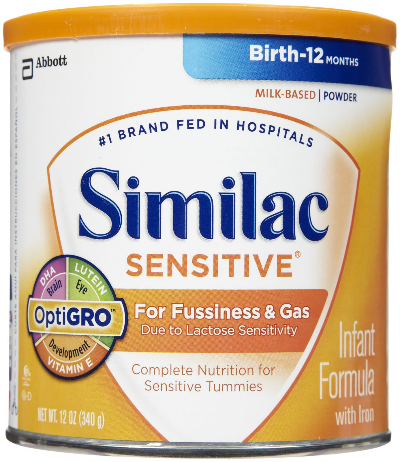 Abbott
Birth-12 MONTHS
MILK-BASED | POWDER
#1 BRAND FED IN HOSPITALS
Similac
SENSITIVE®
For Fussiness & Gas
Due to Lactose Sensitivity
DHA
Brain
LUTEIN
Eye
OptiGRO™
Development
VITAMIN E
Complete Nutrition for
Sensitive Tummies
Infant
Formula
with Iron
NET WT. 12 OZ (340 g)